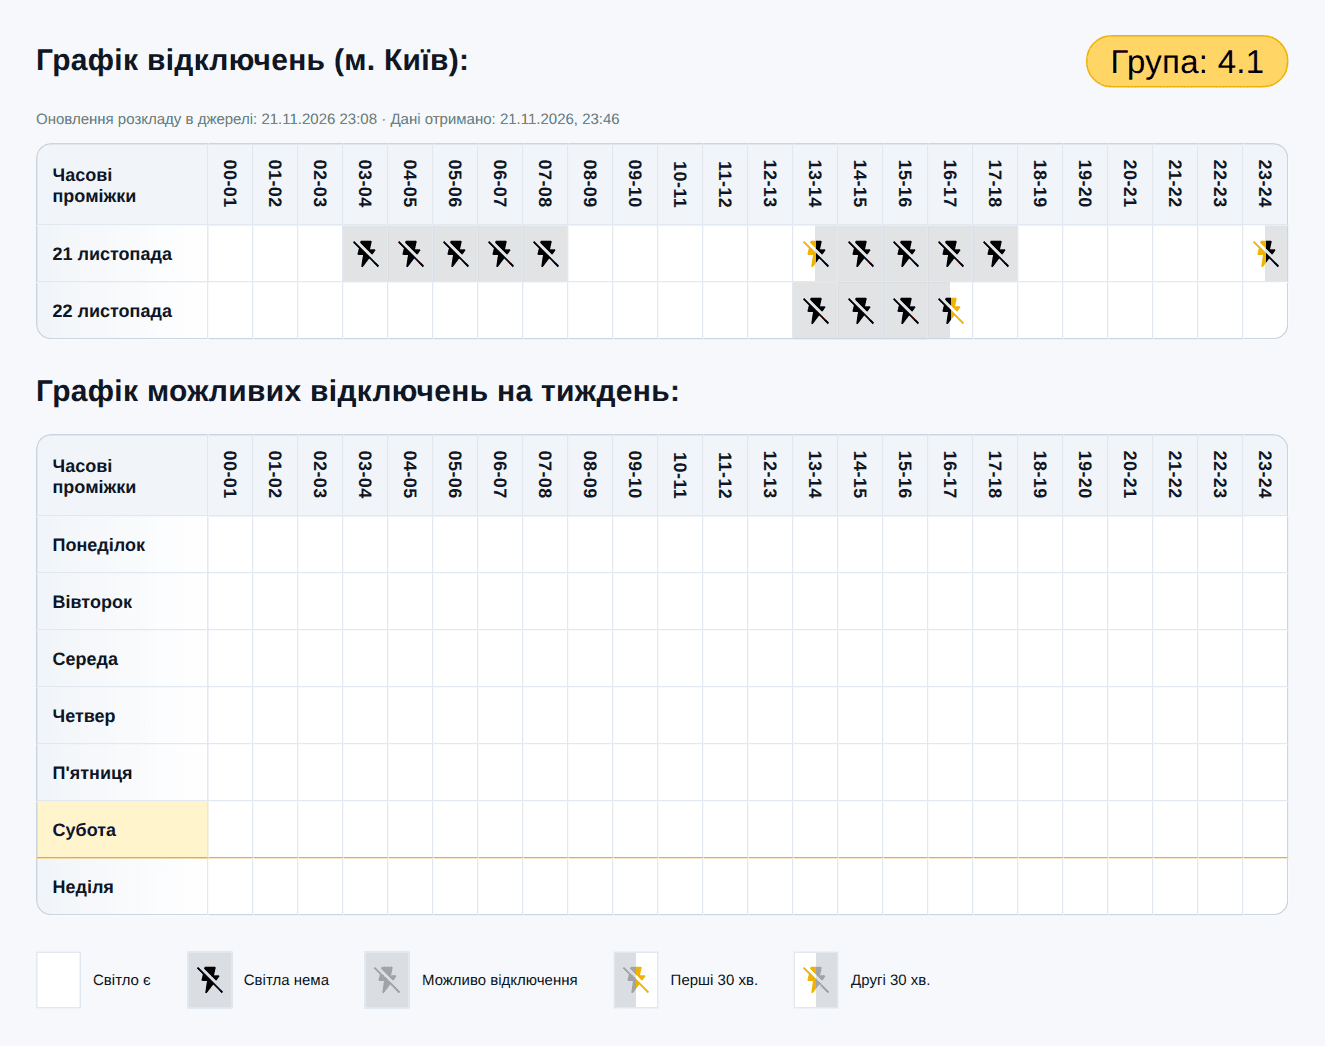 Графік відключень (м. Київ):
Група: 4.1
Оновлення розкладу в джерелі: 21.11.2026 23:08 · Дані отримано: 21.11.2026, 23:46
Часові проміжки 00-01 01-02 02-03 03-04 04-05 05-06 06-07 07-08 08-09 09-10 10-11 11-12 12-13 13-14 14-15 15-16 16-17 17-18 18-19 19-20 20-21 21-22 22-23 23-24
21 листопада
22 листопада
Графік можливих відключень на тиждень:
Часові проміжки 00-01 01-02 02-03 03-04 04-05 05-06 06-07 07-08 08-09 09-10 10-11 11-12 12-13 13-14 14-15 15-16 16-17 17-18 18-19 19-20 20-21 21-22 22-23 23-24
Понеділок
Вівторок
Середа
Четвер
П'ятниця
Субота
Неділя
Світло є Світла нема Можливо відключення Перші 30 хв. Другі 30 хв.